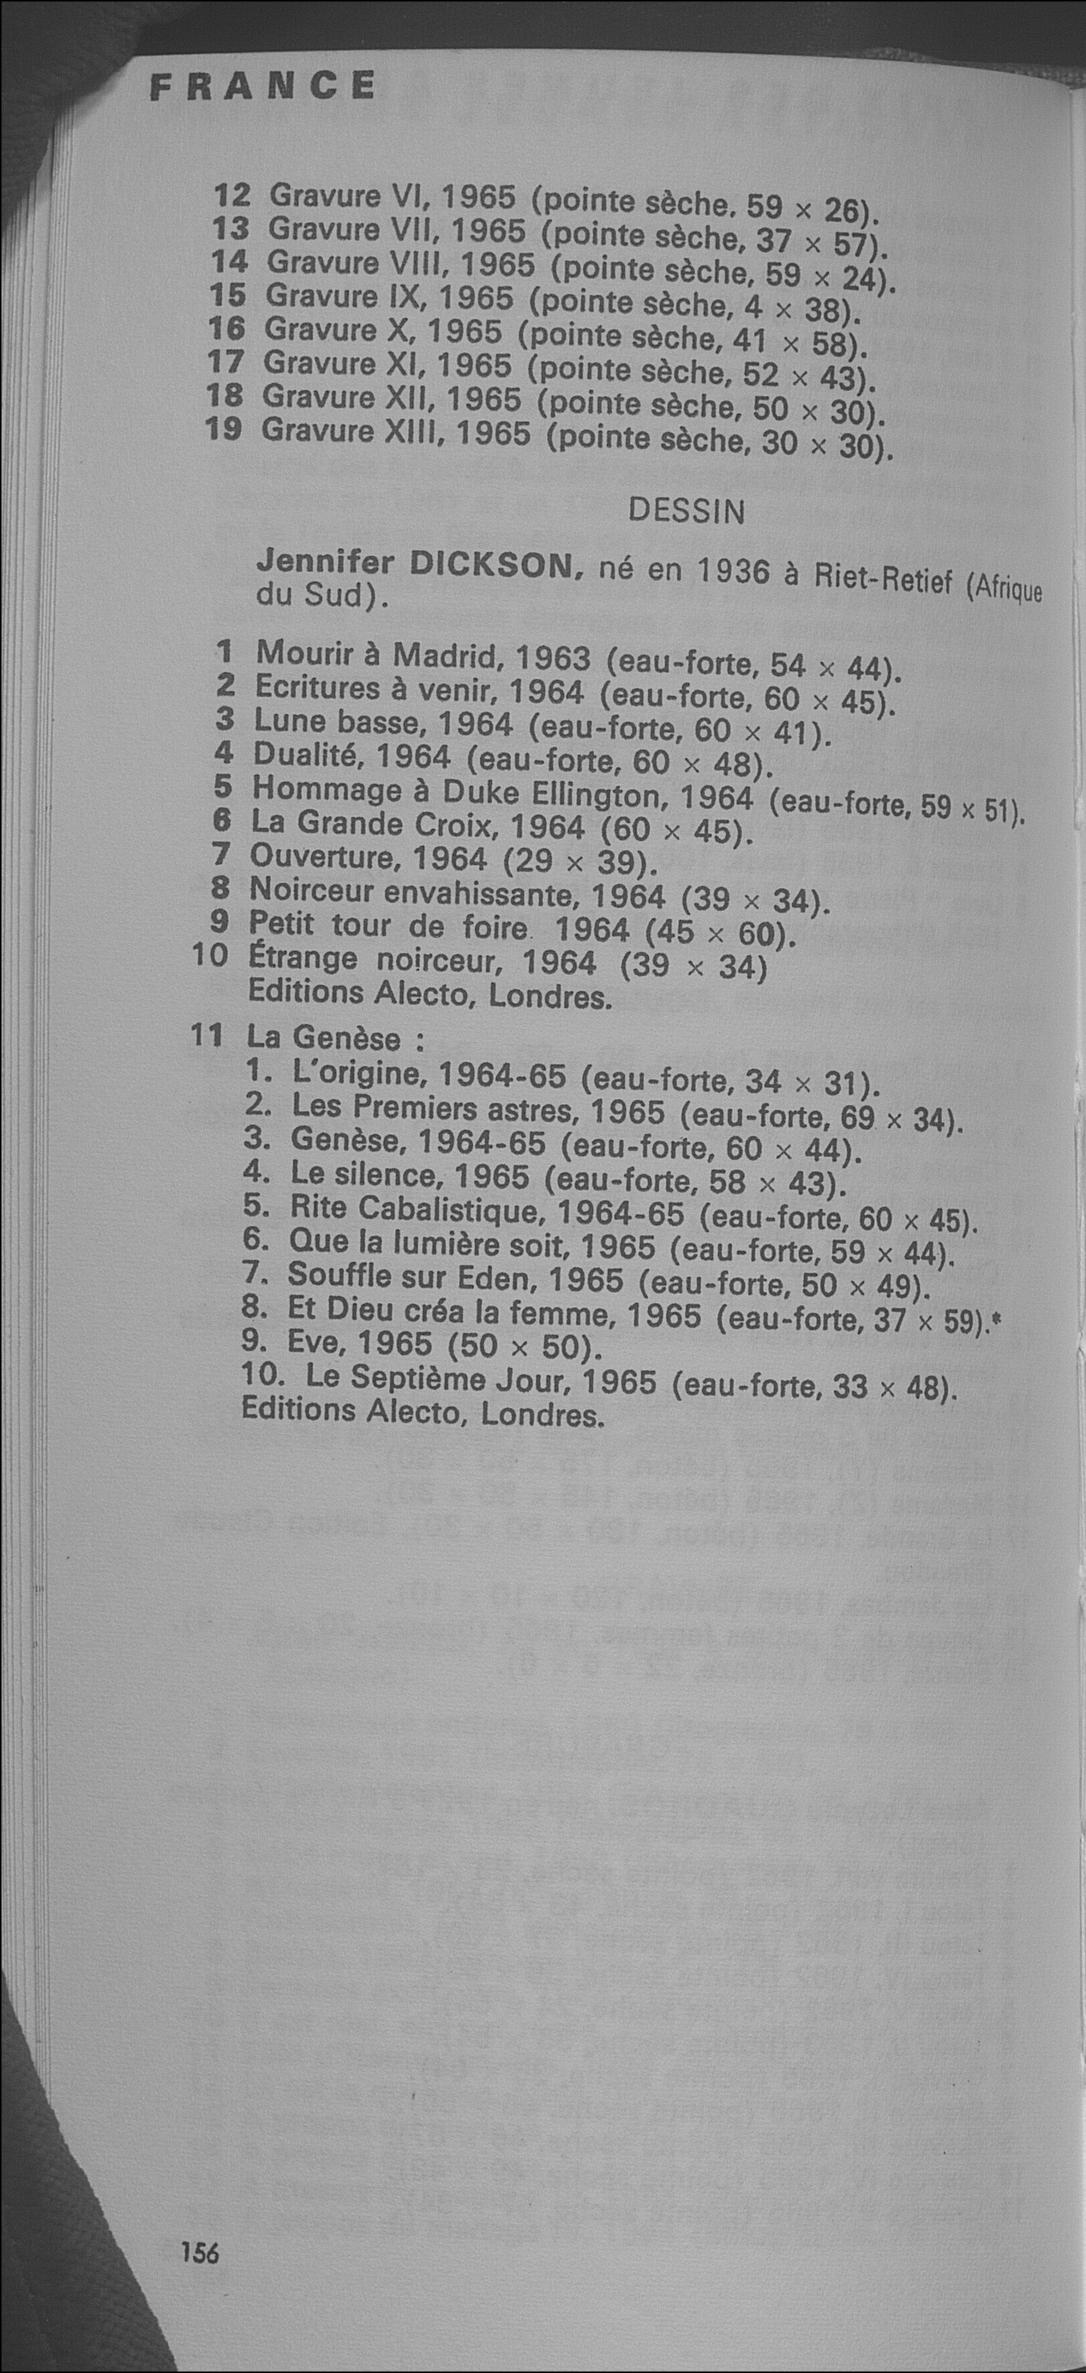 FRANCE
12 Gravure VI, 1965 (pointe sèche. 59 × 26).
13 Gravure VII, 1965 (pointe sèche, 37 × 57).
14 Gravure VIII, 1965 (pointe sèche, 59 × 24).
15 Gravure IX, 1965 (pointe sèche, 4 × 38).
16 Gravure X, 1965 (pointe sèche, 41 × 58).
17 Gravure XI, 1965 (pointe sèche, 52 × 43).
18 Gravure XII, 1965 (pointe sèche, 50 × 30).
19 Gravure XIII, 1965 (pointe sèche, 30 × 30).
DESSIN
Jennifer DICKSON, né en 1936 à Riet-Retief (Afrique
du Sud).
1 Mourir à Madrid, 1963 (eau-forte, 54 × 44).
2 Ecritures à venir, 1964 (eau-forte, 60 × 45).
3 Lune basse, 1964 (eau-forte, 60 × 41).
4 Dualité, 1964 (eau-forte, 60 × 48).
5 Hommage à Duke Ellington, 1964 (eau-forte, 59 × 51).
6 La Grande Croix, 1964 (60 × 45).
7 Ouverture, 1964 (29 × 39).
8 Noirceur envahissante, 1964 (39 × 34).
9 Petit tour de foire. 1964 (45 × 60).
10 Étrange noirceur, 1964 (39 × 34)
Editions Alecto, Londres.
11 La Genèse :
1. L'origine, 1964-65 (eau-forte, 34 × 31).
2. Les Premiers astres, 1965 (eau-forte, 69 × 34).
3. Genèse, 1964-65 (eau-forte, 60 × 44).
4. Le silence, 1965 (eau-forte, 58 × 43).
5. Rite Cabalistique, 1964-65 (eau-forte, 60 × 45).
6. Que la lumière soit, 1965 (eau-forte, 59 × 44).
7. Souffle sur Eden, 1965 (eau-forte, 50 × 49).
8. Et Dieu créa la femme, 1965 (eau-forte, 37 × 59).*
9. Eve, 1965 (50 × 50).
10. Le Septième Jour, 1965 (eau-forte, 33 × 48).
Editions Alecto, Londres.
156